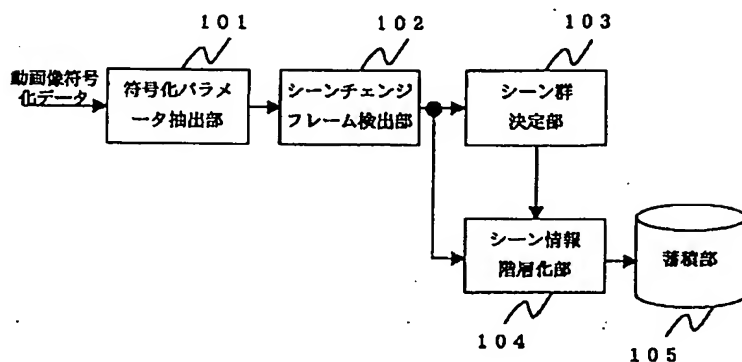 101
102
103
動画像符号
化データ
符号化パラメ
ータ抽出部
シーンチェンジ
フレーム検出部
シーン群
決定部
シーン情報
階層化部
蓄積部
104
105